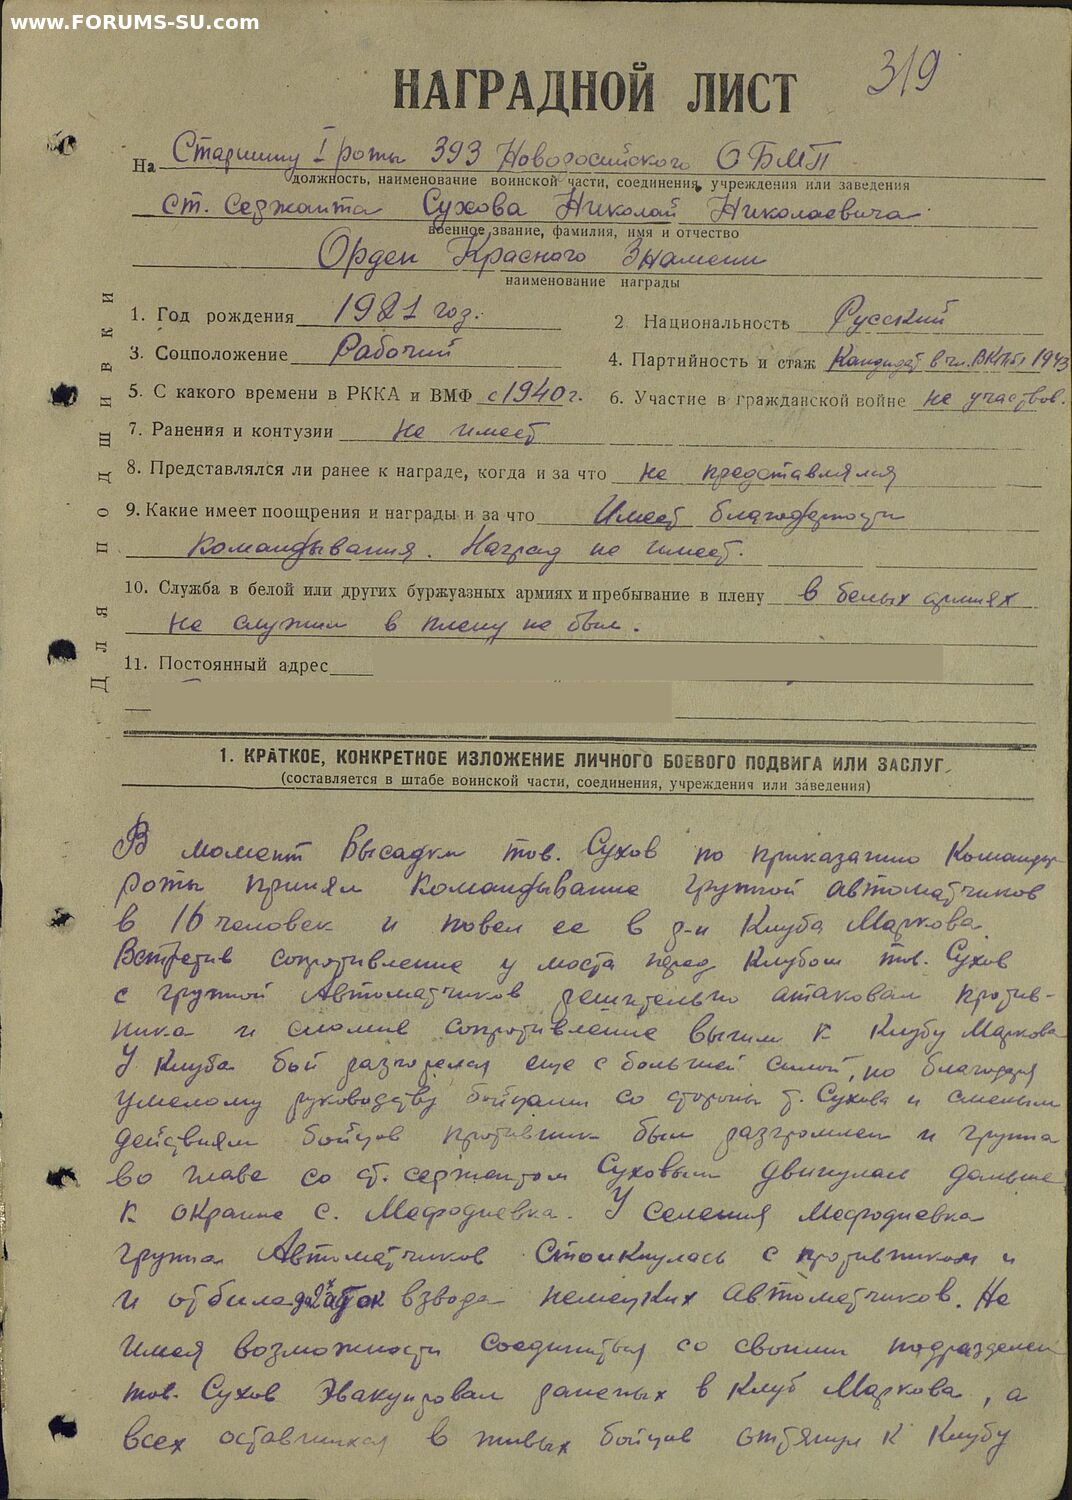 www.FORUMS-SU.com
319
НАГРАДНОЙ ЛИСТ
На Старшину I роты 393 Новоросийского ОБМП
должность, наименование воинской части, соединения, учреждения или заведения
ст. сержанта Сухова Николай Николаевича
военное звание, фамилия, имя и отчество
Орден Красного Знамени
наименование награды
Для подшивки
1. Год рождения 1921 год.
2 Национальность Русский
3. Соцположение Рабочий
4. Партийность и стаж Кандидат в чл. ВКПбл 1943
5. С какого времени в РККА и ВМФ с 1940 г.
6. Участие в гражданской войне не участвов.
7. Ранения и контузии не имеет
8. Представлялся ли ранее к награде, когда и за что не представлялся
9. Какие имеет поощрения и награды и за что Имеет благодарности
командывания. Наград не имеет.
10. Служба в белой или других буржуазных армиях и пребывание в плену в белых армиях
не служил в плену не был.
11. Постоянный адрес
1. КРАТКОЕ, КОНКРЕТНОЕ ИЗЛОЖЕНИЕ ЛИЧНОГО БОЕВОГО ПОДВИГА ИЛИ ЗАСЛУГ
(составляется в штабе воинской части, соединения, учреждения или заведения)
В момент высадки тов. Сухов по приказанию Командира
роты принял командывание группой автоматчиков
в 16 человек и повел ее в р-н Клуба Маркова
Встретив сопротивление у моста перед Клубом тов. Сухов
с группой Автоматчиков решительно атаковал против-
ника и сломив сопротивление вышли к Клубу Маркова
У Клуба бой разгорелся еще с большей силой, но благодаря
умелому руководству бойцами со стороны т. Сухова и смелым
действиям бойцов противник был разгромлен и группа
во главе со ст. сержантом Суховым двинулась дальше
к окраине с. Мефодиевка. У селения Мефодиевка
группа Автоматчиков Столкнулась с противником и
и отбила 2х атак взвода немецких автоматчиков. Не
имея возможности соединиться со своими подразделен
тов. Сухов Эвакуировал раненых в Клуб Маркова, а
всех оставшихся в живых бойцов оттянул к Клубу